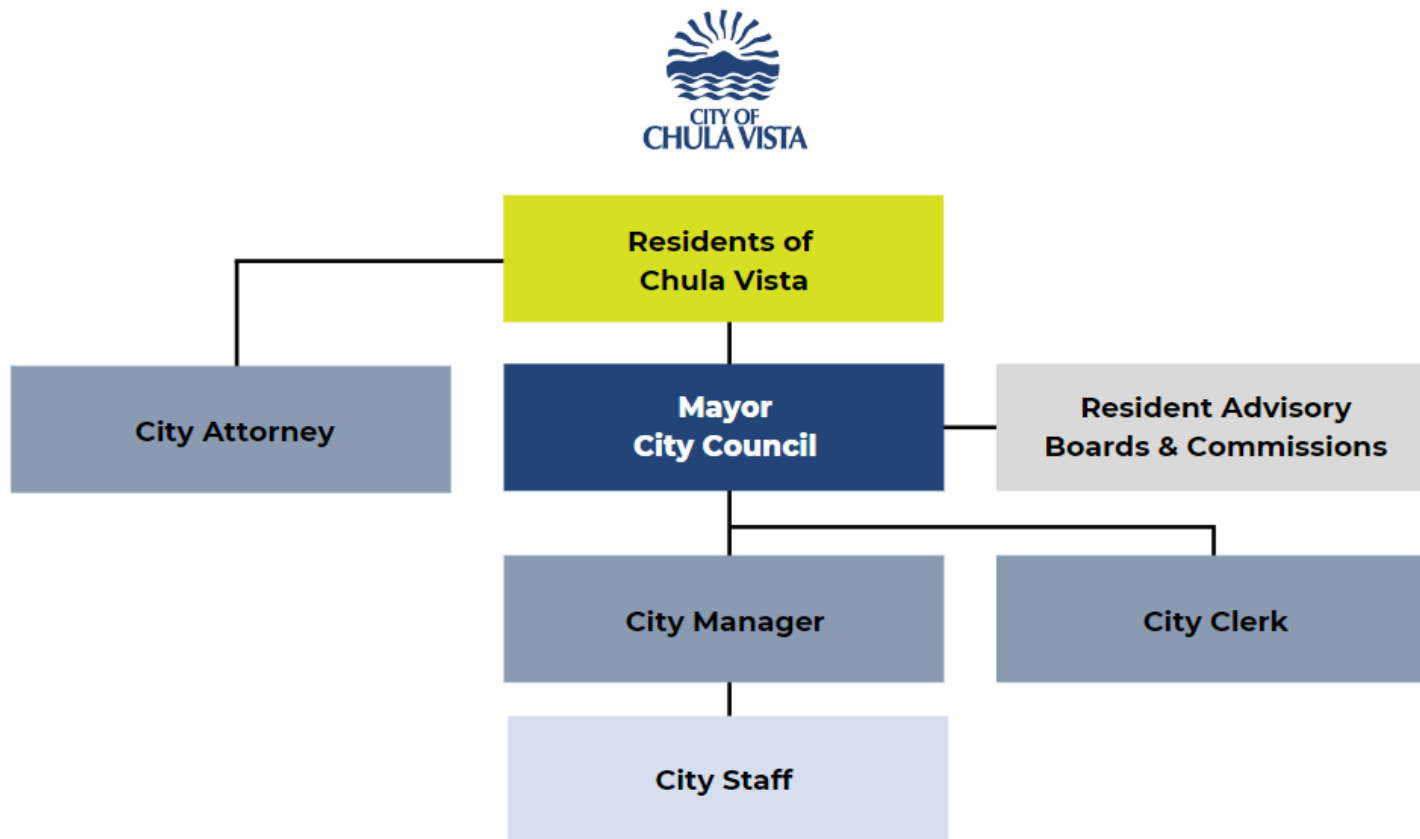 CITY OF
CHULA VISTA
Residents of
Chula Vista
City Attorney
Mayor
City Council
Resident Advisory
Boards & Commissions
City Manager
City Clerk
City Staff